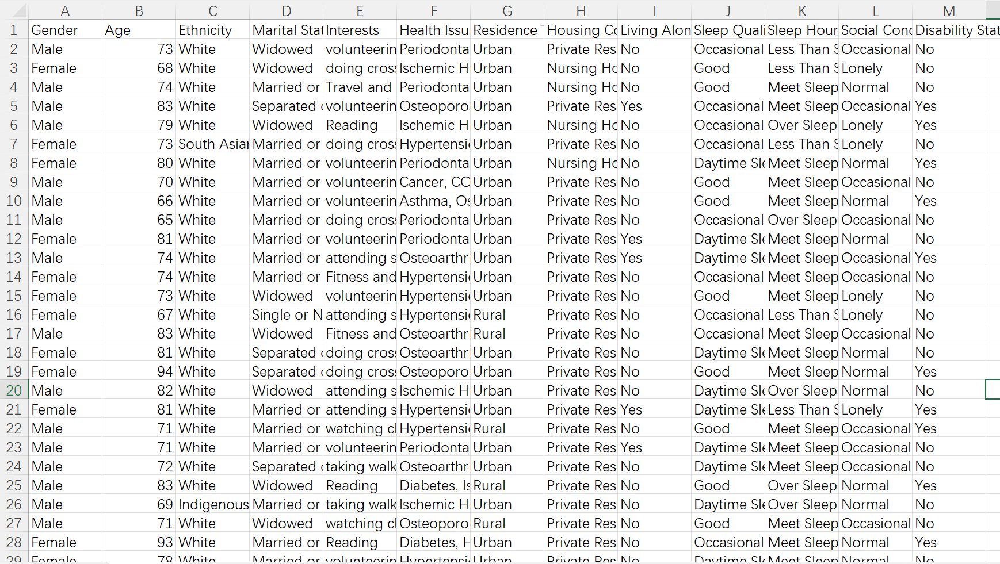 A B C D E F G H I J K L M
1 Gender Age Ethnicity Marital Stat Interests Health Issu Residence Housing Co Living Alon Sleep Quali Sleep Hour Social Cond Disability Stat
2 Male 73 White Widowed volunteerin Periodonta Urban Private Res No Occasional Less Than S Occasional No
3 Female 68 White Widowed doing cross Ischemic H Urban Nursing Ho No Good Less Than S Lonely No
4 Male 74 White Married or Travel and Periodonta Urban Nursing Ho No Good Meet Sleep Normal No
5 Male 83 White Separated volunteerin Osteoporos Urban Private Res Yes Occasional Meet Sleep Occasional Yes
6 Male 79 White Widowed Reading Ischemic H Urban Nursing Ho No Occasional Over Sleep Lonely Yes
7 Female 73 South Asian Married or doing cross Hypertensi Urban Private Res No Occasional Less Than S Lonely No
8 Female 80 White Married or volunteerin Periodonta Urban Nursing Ho No Daytime Sle Meet Sleep Normal Yes
9 Male 70 White Married or volunteerin Cancer, CO Urban Private Res No Good Meet Sleep Occasional No
10 Male 66 White Married or volunteerin Asthma, Os Urban Private Res No Good Meet Sleep Normal Yes
11 Male 65 White Married or doing cross Periodonta Urban Private Res No Occasional Over Sleep Occasional No
12 Female 81 White Married or volunteerin Periodonta Urban Private Res Yes Daytime Sle Meet Sleep Normal No
13 Male 74 White Married or attending s Osteoarthri Urban Private Res Yes Daytime Sle Meet Sleep Occasional Yes
14 Female 74 White Married or Fitness and Hypertensi Urban Private Res No Occasional Meet Sleep Occasional No
15 Female 73 White Widowed volunteerin Hypertensi Urban Private Res No Good Meet Sleep Lonely No
16 Female 67 White Single or N attending s Hypertensi Rural Private Res No Occasional Less Than S Lonely No
17 Male 83 White Widowed Fitness and Osteoarthri Rural Private Res No Occasional Meet Sleep Occasional No
18 Female 81 White Separated doing cross Osteoarthri Urban Private Res No Daytime Sle Meet Sleep Normal No
19 Female 94 White Separated doing cross Osteoporos Urban Private Res No Good Meet Sleep Normal Yes
20 Male 82 White Widowed attending s Ischemic H Urban Private Res No Daytime Sle Over Sleep Normal No
21 Female 81 White Married or attending s Hypertensi Urban Private Res Yes Daytime Sle Less Than S Lonely Yes
22 Male 71 White Married or watching cl Hypertensi Rural Private Res No Good Meet Sleep Occasional Yes
23 Male 71 White Married or volunteerin Periodonta Urban Private Res Yes Daytime Sle Meet Sleep Occasional No
24 Male 72 White Separated taking walk Osteoarthri Urban Private Res No Daytime Sle Meet Sleep Occasional No
25 Male 83 White Widowed Reading Diabetes, Is Rural Private Res No Good Over Sleep Normal Yes
26 Male 69 Indigenous Married or taking walk Ischemic H Urban Private Res No Daytime Sle Over Sleep Normal No
27 Male 71 White Widowed watching cl Osteoporos Rural Private Res No Good Meet Sleep Occasional No
28 Female 93 White Married or Reading Diabetes, H Urban Private Res No Occasional Meet Sleep Normal Yes
29 Female 78 White Married or volunteerin Hypertensi Urban Private Res No Daytime Sle Meet Sleep Normal No